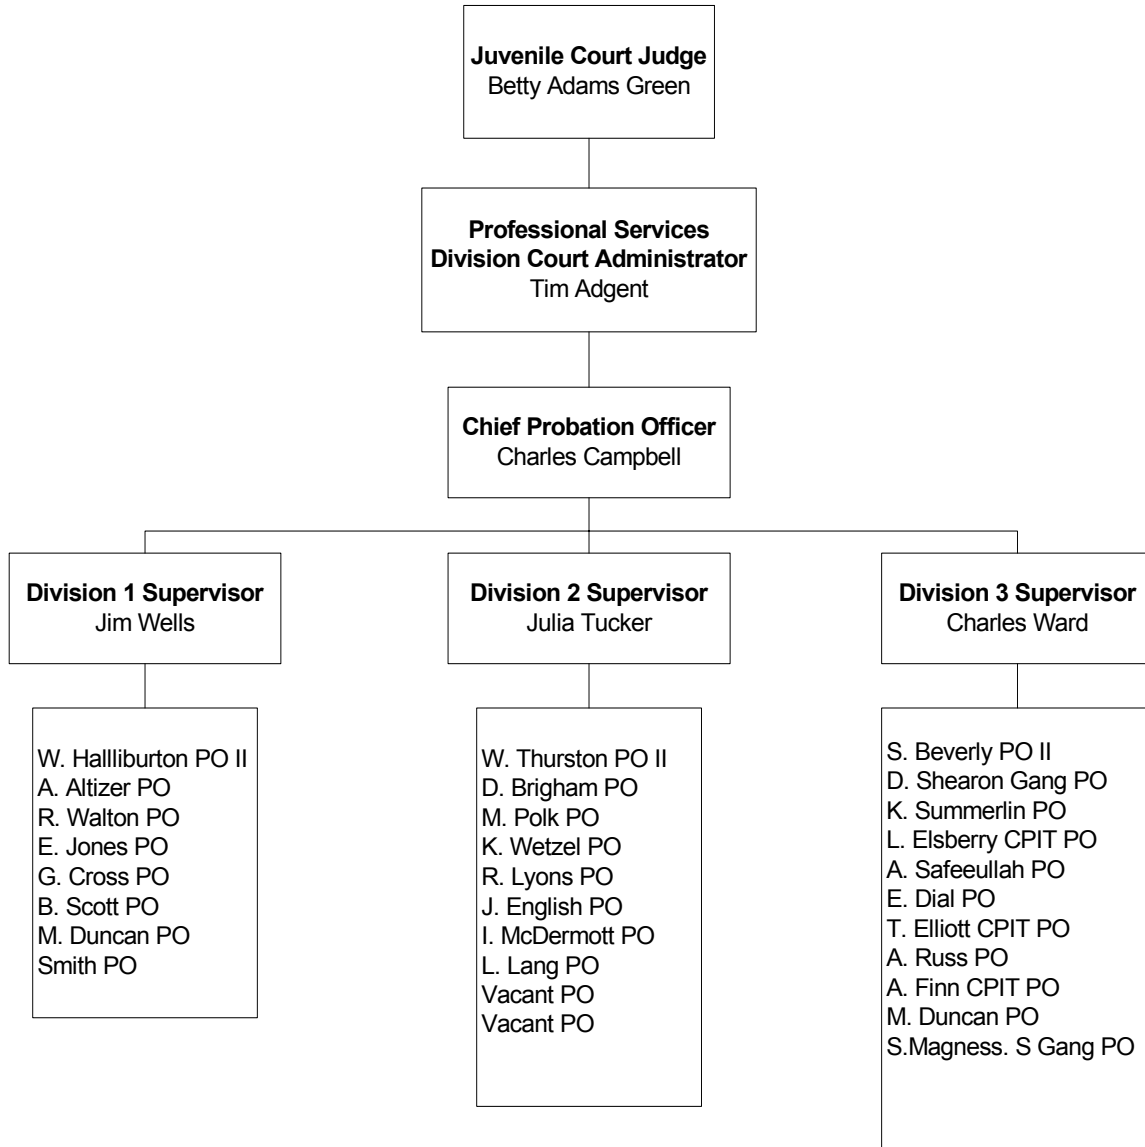 Juvenile Court Judge
Betty Adams Green
Professional Services
Division Court Administrator
Tim Adgent
Chief Probation Officer
Charles Campbell
Division 1 Supervisor
Jim Wells
Division 2 Supervisor
Julia Tucker
Division 3 Supervisor
Charles Ward
W. Hallliburton PO II
A. Altizer PO
R. Walton PO
E. Jones PO
G. Cross PO
B. Scott PO
M. Duncan PO
Smith PO
W. Thurston PO II
D. Brigham PO
M. Polk PO
K. Wetzel PO
R. Lyons PO
J. English PO
I. McDermott PO
L. Lang PO
Vacant PO
Vacant PO
S. Beverly PO II
D. Shearon Gang PO
K. Summerlin PO
L. Elsberry CPIT PO
A. Safeeullah PO
E. Dial PO
T. Elliott CPIT PO
A. Russ PO
A. Finn CPIT PO
M. Duncan PO
S.Magness. S Gang PO